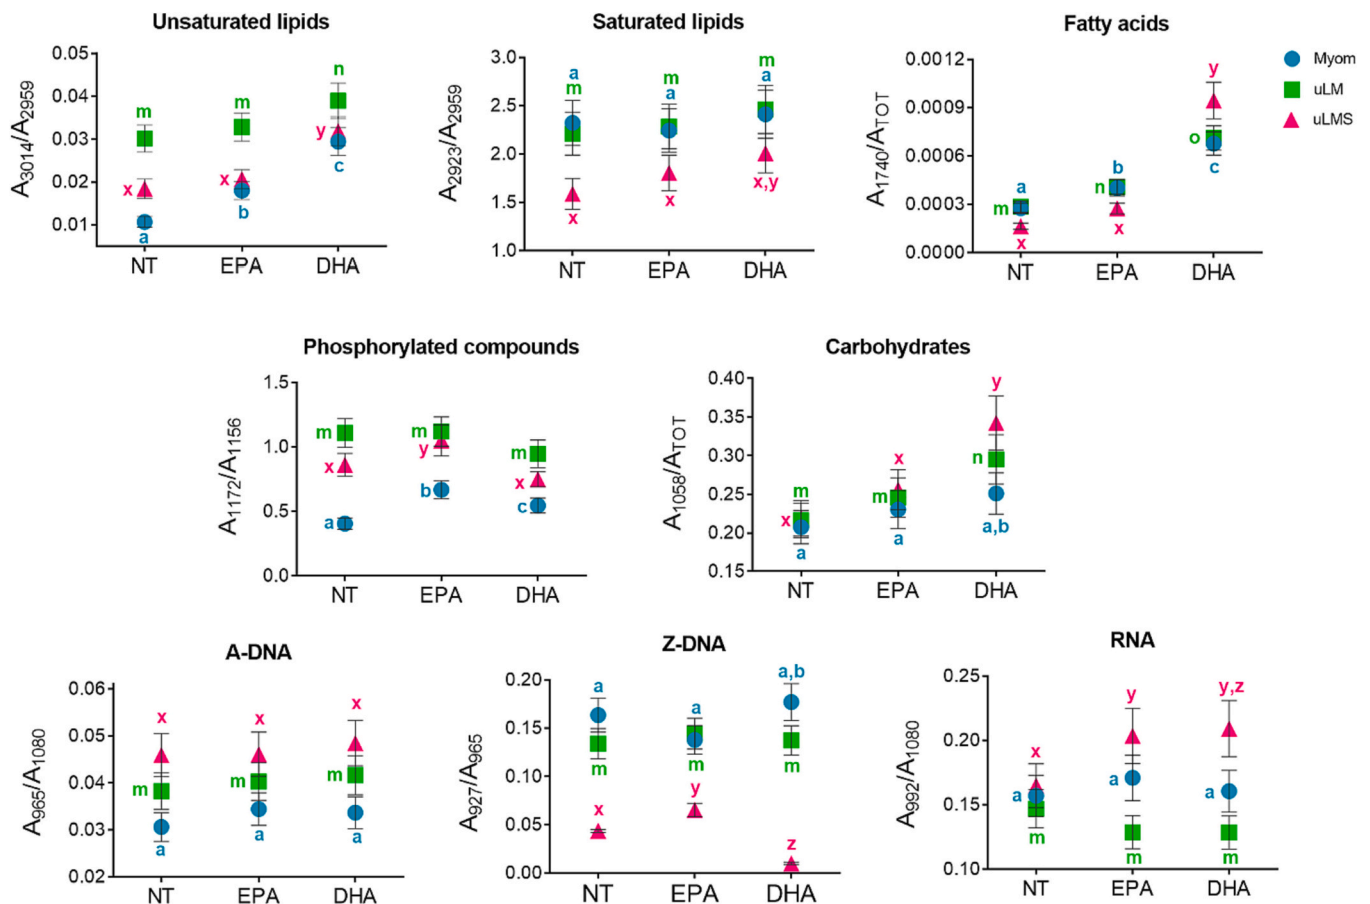 Unsaturated lipids
A3014/A2959
0.05
0.04
0.03
0.02
0.01
m
m
n
x
x
y
a
b
c
NT EPA DHA
Saturated lipids
A2923/A2959
3.0
2.5
2.0
1.5
1.0
a
m
m
a
m
a
x
x
x,y
NT EPA DHA
Fatty acids
A1740/ATOT
0.0012
0.0009
0.0006
0.0003
0.0000
a
m
x
b
n
x
y
o
c
NT EPA DHA
Myom
uLM
uLMS
Phosphorylated compounds
A1172/A1156
1.5
1.0
0.5
0.0
m
x
a
m
y
b
m
x
c
NT EPA DHA
Carbohydrates
A1058/ATOT
0.40
0.35
0.30
0.25
0.20
0.15
m
x
a
x
m
a
y
n
a,b
NT EPA DHA
A-DNA
A965/A1080
0.06
0.05
0.04
0.03
0.02
x
m
a
x
m
a
x
m
a
NT EPA DHA
Z-DNA
A927/A965
0.20
0.15
0.10
0.05
0.00
a
m
x
a
m
y
a,b
m
z
NT EPA DHA
RNA
A992/A1080
0.25
0.20
0.15
0.10
x
a
m
y
a
m
y,z
a
m
NT EPA DHA